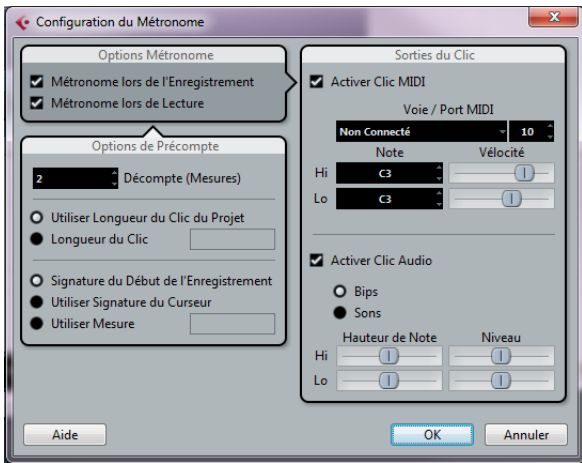 Configuration du Métronome
Options Métronome
Métronome lors de l'Enregistrement
Métronome lors de Lecture
Options de Précompte
2 Décompte (Mesures)
Utiliser Longueur du Clic du Projet
Longueur du Clic
Signature du Début de l'Enregistrement
Utiliser Signature du Curseur
Utiliser Mesure
Sorties du Clic
Activer Clic MIDI
Voie / Port MIDI
Non Connecté 10
Note Vélocité
Hi C3
Lo C3
Activer Clic Audio
Bips
Sons
Hauteur de Note Niveau
Hi
Lo
Aide OK Annuler